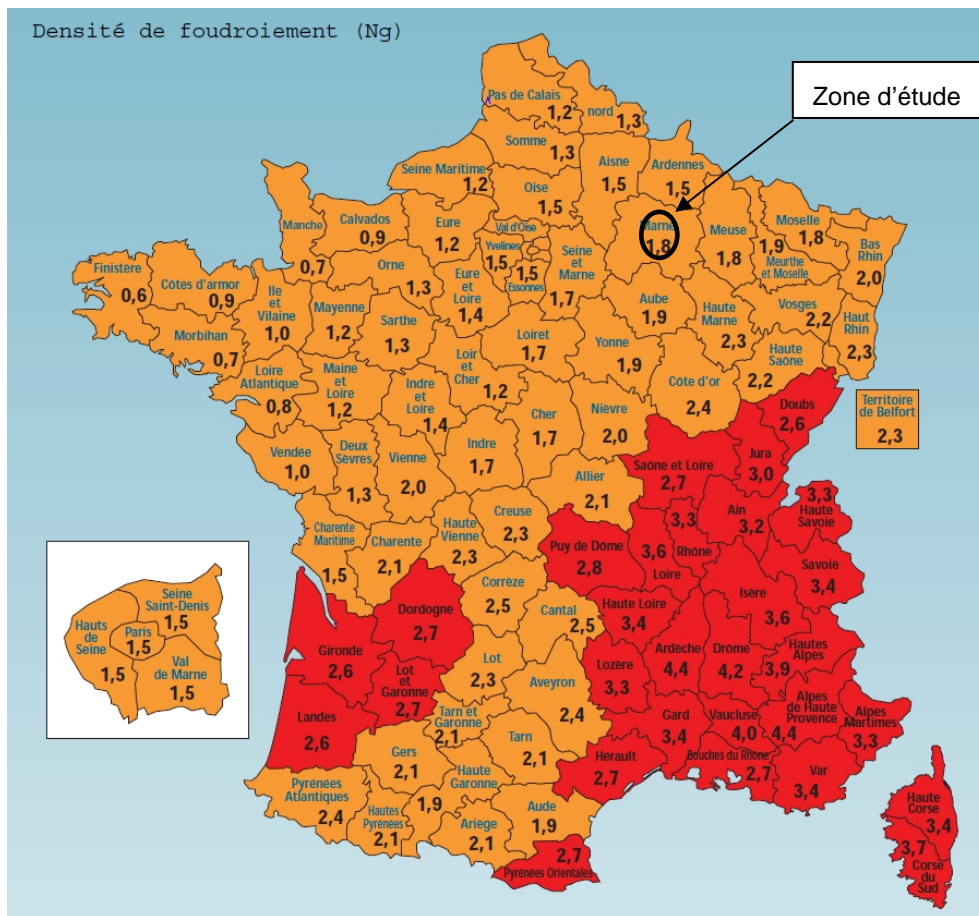 Densité de foudroiement (Ng)
Zone d'étude
Pas de Calais
1,2
nord
1,3
Somme
1,3
Aisne
1,5
Ardennes
1,5
Seine Maritime
1,2
Oise
1,5
Manche
0,7
Calvados
0,9
Eure
1,2
Val d'Oise
Yvelines
1,5
1,5
Essonnes
Seine
et
Marne
1,7
Marne
1,8
Meuse
1,8
Moselle
1,8
1,9
Meurthe
et Moselle
Bas
Rhin
2,0
Finistère
0,6
Côtes d'armor
0,9
Morbihan
0,7
Ille
et
Vilaine
1,0
Mayenne
1,2
Orne
1,3
Sarthe
1,3
Eure
et
Loire
1,4
Loiret
1,7
Yonne
1,9
Aube
1,9
Haute
Marne
2,3
Vosges
2,2
Haut
Rhin
2,3
Haute
Saône
2,2
Loire
Atlantique
0,8
Maine
et
Loire
1,2
Indre
et
Loire
1,4
Loir
et
Cher
1,2
Cher
1,7
Nièvre
2,0
Côte d'or
2,4
Doubs
2,6
Territoire
de Belfort
2,3
Vendée
1,0
Deux
Sèvres
1,3
Vienne
2,0
Indre
1,7
Allier
2,1
Saône et Loire
2,7
Jura
3,0
Charente
Maritime
1,5
Charente
2,1
Haute
Vienne
2,3
Creuse
2,3
Puy de Dôme
2,8
3,6
Loire
3,3
Rhône
Ain
3,2
3,3
Haute
Savoie
Savoie
3,4
Isère
3,6
Corrèze
2,5
Cantal
2,5
Haute Loire
3,4
Ardèche
4,4
Drôme
4,2
Hautes
Alpes
3,9
Gironde
2,6
Dordogne
2,7
Lot
et
Garonne
2,7
Lot
2,3
Aveyron
2,4
Lozère
3,3
Gard
3,4
Vaucluse
4,0
Alpes
de Haute
Provence
4,4
Alpes
Martimes
3,3
Landes
2,6
Gers
2,1
Tarn et
Garonne
2,1
Tarn
2,1
Hérault
2,7
Bouches du Rhône
2,7
Var
3,4
Pyrénées
Atlantiques
2,4
Hautes
Pyrénées
2,1
Haute
Garonne
1,9
Ariège
2,1
Aude
1,9
2,7
Pyrénées Orientales
Haute
Corse
3,4
3,7
Corse
du
Sud
Seine
Saint-Denis
1,5
Hauts
de
Seine
1,5
Paris
1,5
Val
de Marne
1,5